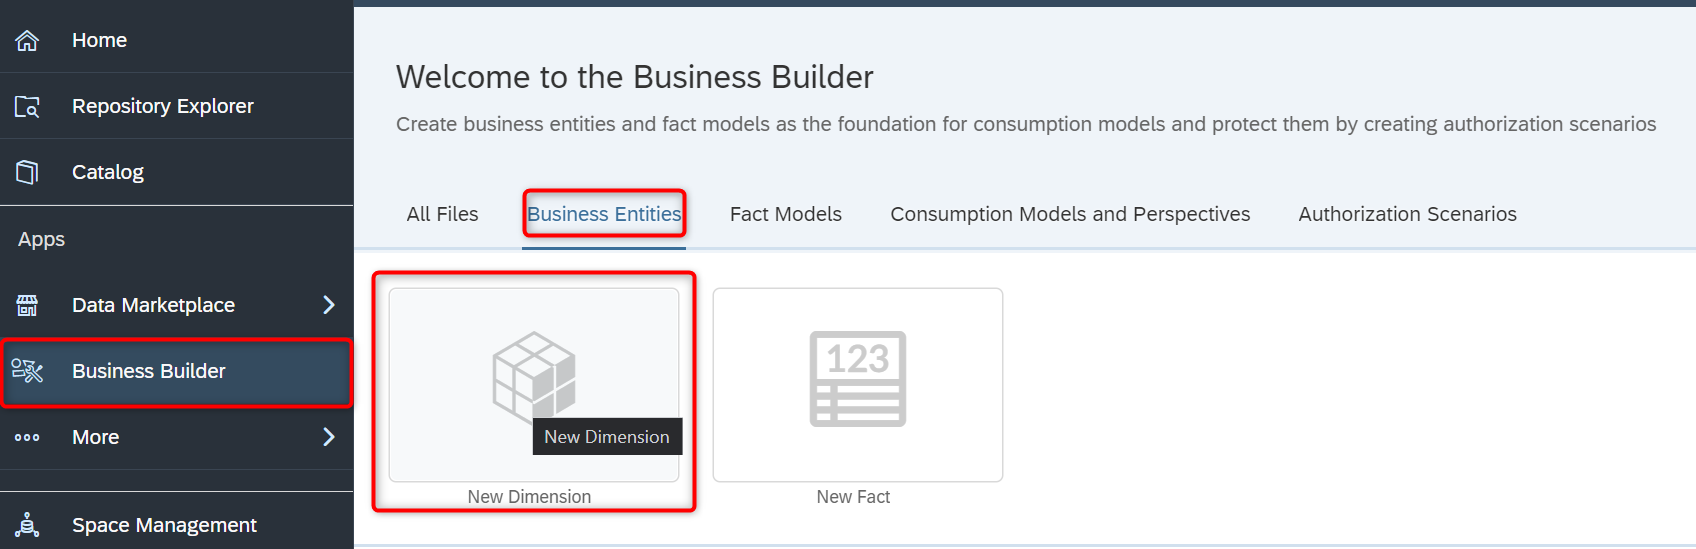 Home
Repository Explorer
Catalog
Apps
Data Marketplace
Business Builder
More
Space Management
Welcome to the Business Builder
Create business entities and fact models as the foundation for consumption models and protect them by creating authorization scenarios
All Files
Business Entities
Fact Models
Consumption Models and Perspectives
Authorization Scenarios
New Dimension
New Dimension
123
New Fact